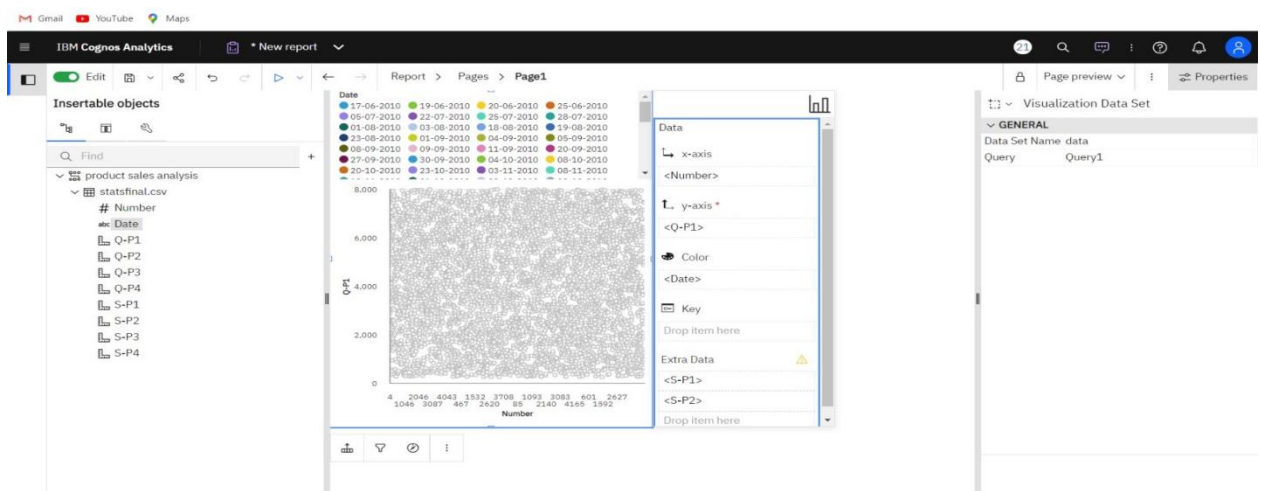 Gmail YouTube Maps
IBM Cognos Analytics * New report 21
Edit Report > Pages > Page1 Page preview Properties
Insertable objects
Find +
product sales analysis
statsfinal.csv
# Number
abc Date
Q-P1
Q-P2
Q-P3
Q-P4
S-P1
S-P2
S-P3
S-P4
Date
17-06-2010 19-06-2010 20-06-2010 25-06-2010
05-07-2010 22-07-2010 25-07-2010 28-07-2010
01-08-2010 03-08-2010 18-08-2010 19-08-2010
23-08-2010 01-09-2010 04-09-2010 05-09-2010
08-09-2010 09-09-2010 11-09-2010 20-09-2010
27-09-2010 30-09-2010 04-10-2010 08-10-2010
20-10-2010 23-10-2010 03-11-2010 08-11-2010
8,000
6,000
4,000
2,000
0
Q-P1
4 2046 4043 1532 3708 1093 3083 601 2627
1046 3087 467 2620 85 2140 4165 1592
Number
Data
x-axis
<Number>
y-axis *
<Q-P1>
Color
<Date>
Key
Drop item here
Extra Data
<S-P1>
<S-P2>
Drop item here
Visualization Data Set
GENERAL
Data Set Name data
Query Query1